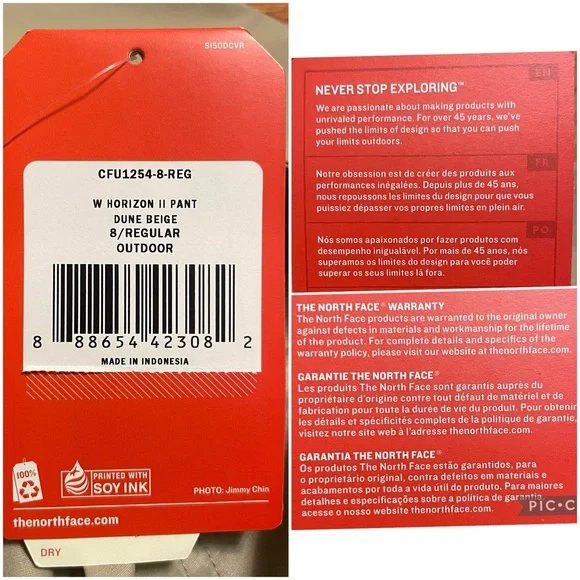 SI50DCVR
CFU1254-8-REG
W HORIZON II PANT
DUNE BEIGE
8/REGULAR
OUTDOOR
8 88654 42308 2
MADE IN INDONESIA
100%
PRINTED WITH
SOY INK
PHOTO: Jimmy Chin
thenorthface.com
DRY
EN
NEVER STOP EXPLORING™
We are passionate about making products with
unrivaled performance. For over 45 years, we've
pushed the limits of design so that you can push
your limits outdoors.
FR
Notre obsession est de créer des produits aux
performances inégalées. Depuis plus de 45 ans,
nous repoussons les limites du design pour que vous
puissiez dépasser vos propres limites en plein air.
PO
Nós somos apaixonados por fazer produtos com
desempenho inigualável. Por mais de 45 anos, nós
superamos os limites do design para você poder
superar os seus limites lá fora.
THE NORTH FACE® WARRANTY
The North Face products are warranted to the original owner
against defects in materials and workmanship for the lifetime
of the product. For complete details and specifics of the
warranty policy, please visit our website at thenorthface.com.
GARANTIE THE NORTH FACE®
Les produits The North Face sont garantis auprès du
propriétaire d'origine contre tout défaut de matériel et de
fabrication pour toute la durée de vie du produit. Pour obtenir
les détails et spécificités complets de la politique de garantie,
visitez notre site web à l'adresse thenorthface.com.
GARANTIA THE NORTH FACE®
Os produtos The North Face estão garantidos, para
o proprietário original, contra defeitos em materiais e
acabamentos por toda a vida útil do produto. Para maiores
detalhes e especificações sobre a política de garantia,
acesse o nosso website thenorthface.com.
PIC•C